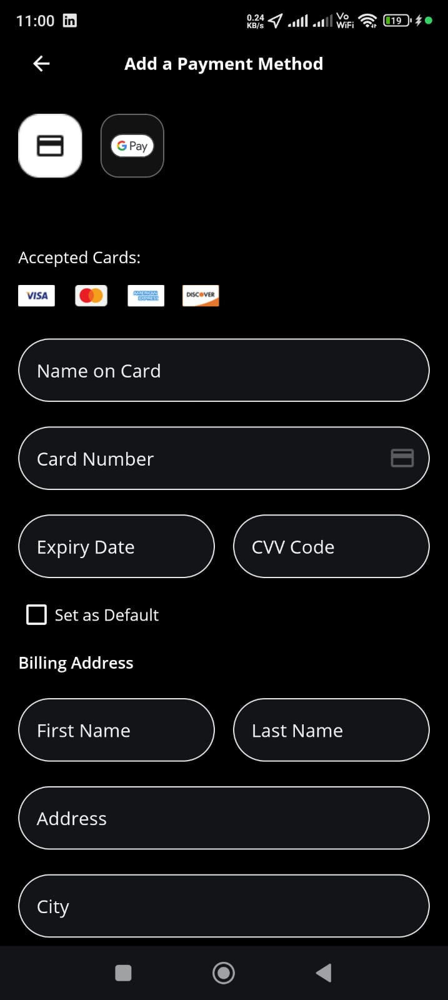 11:00 in 0.24 KB/s Vo WiFi 19
Add a Payment Method
G Pay
Accepted Cards:
VISA AMERICAN EXPRESS DISCOVER
Name on Card
Card Number
Expiry Date CVV Code
Set as Default
Billing Address
First Name Last Name
Address
City